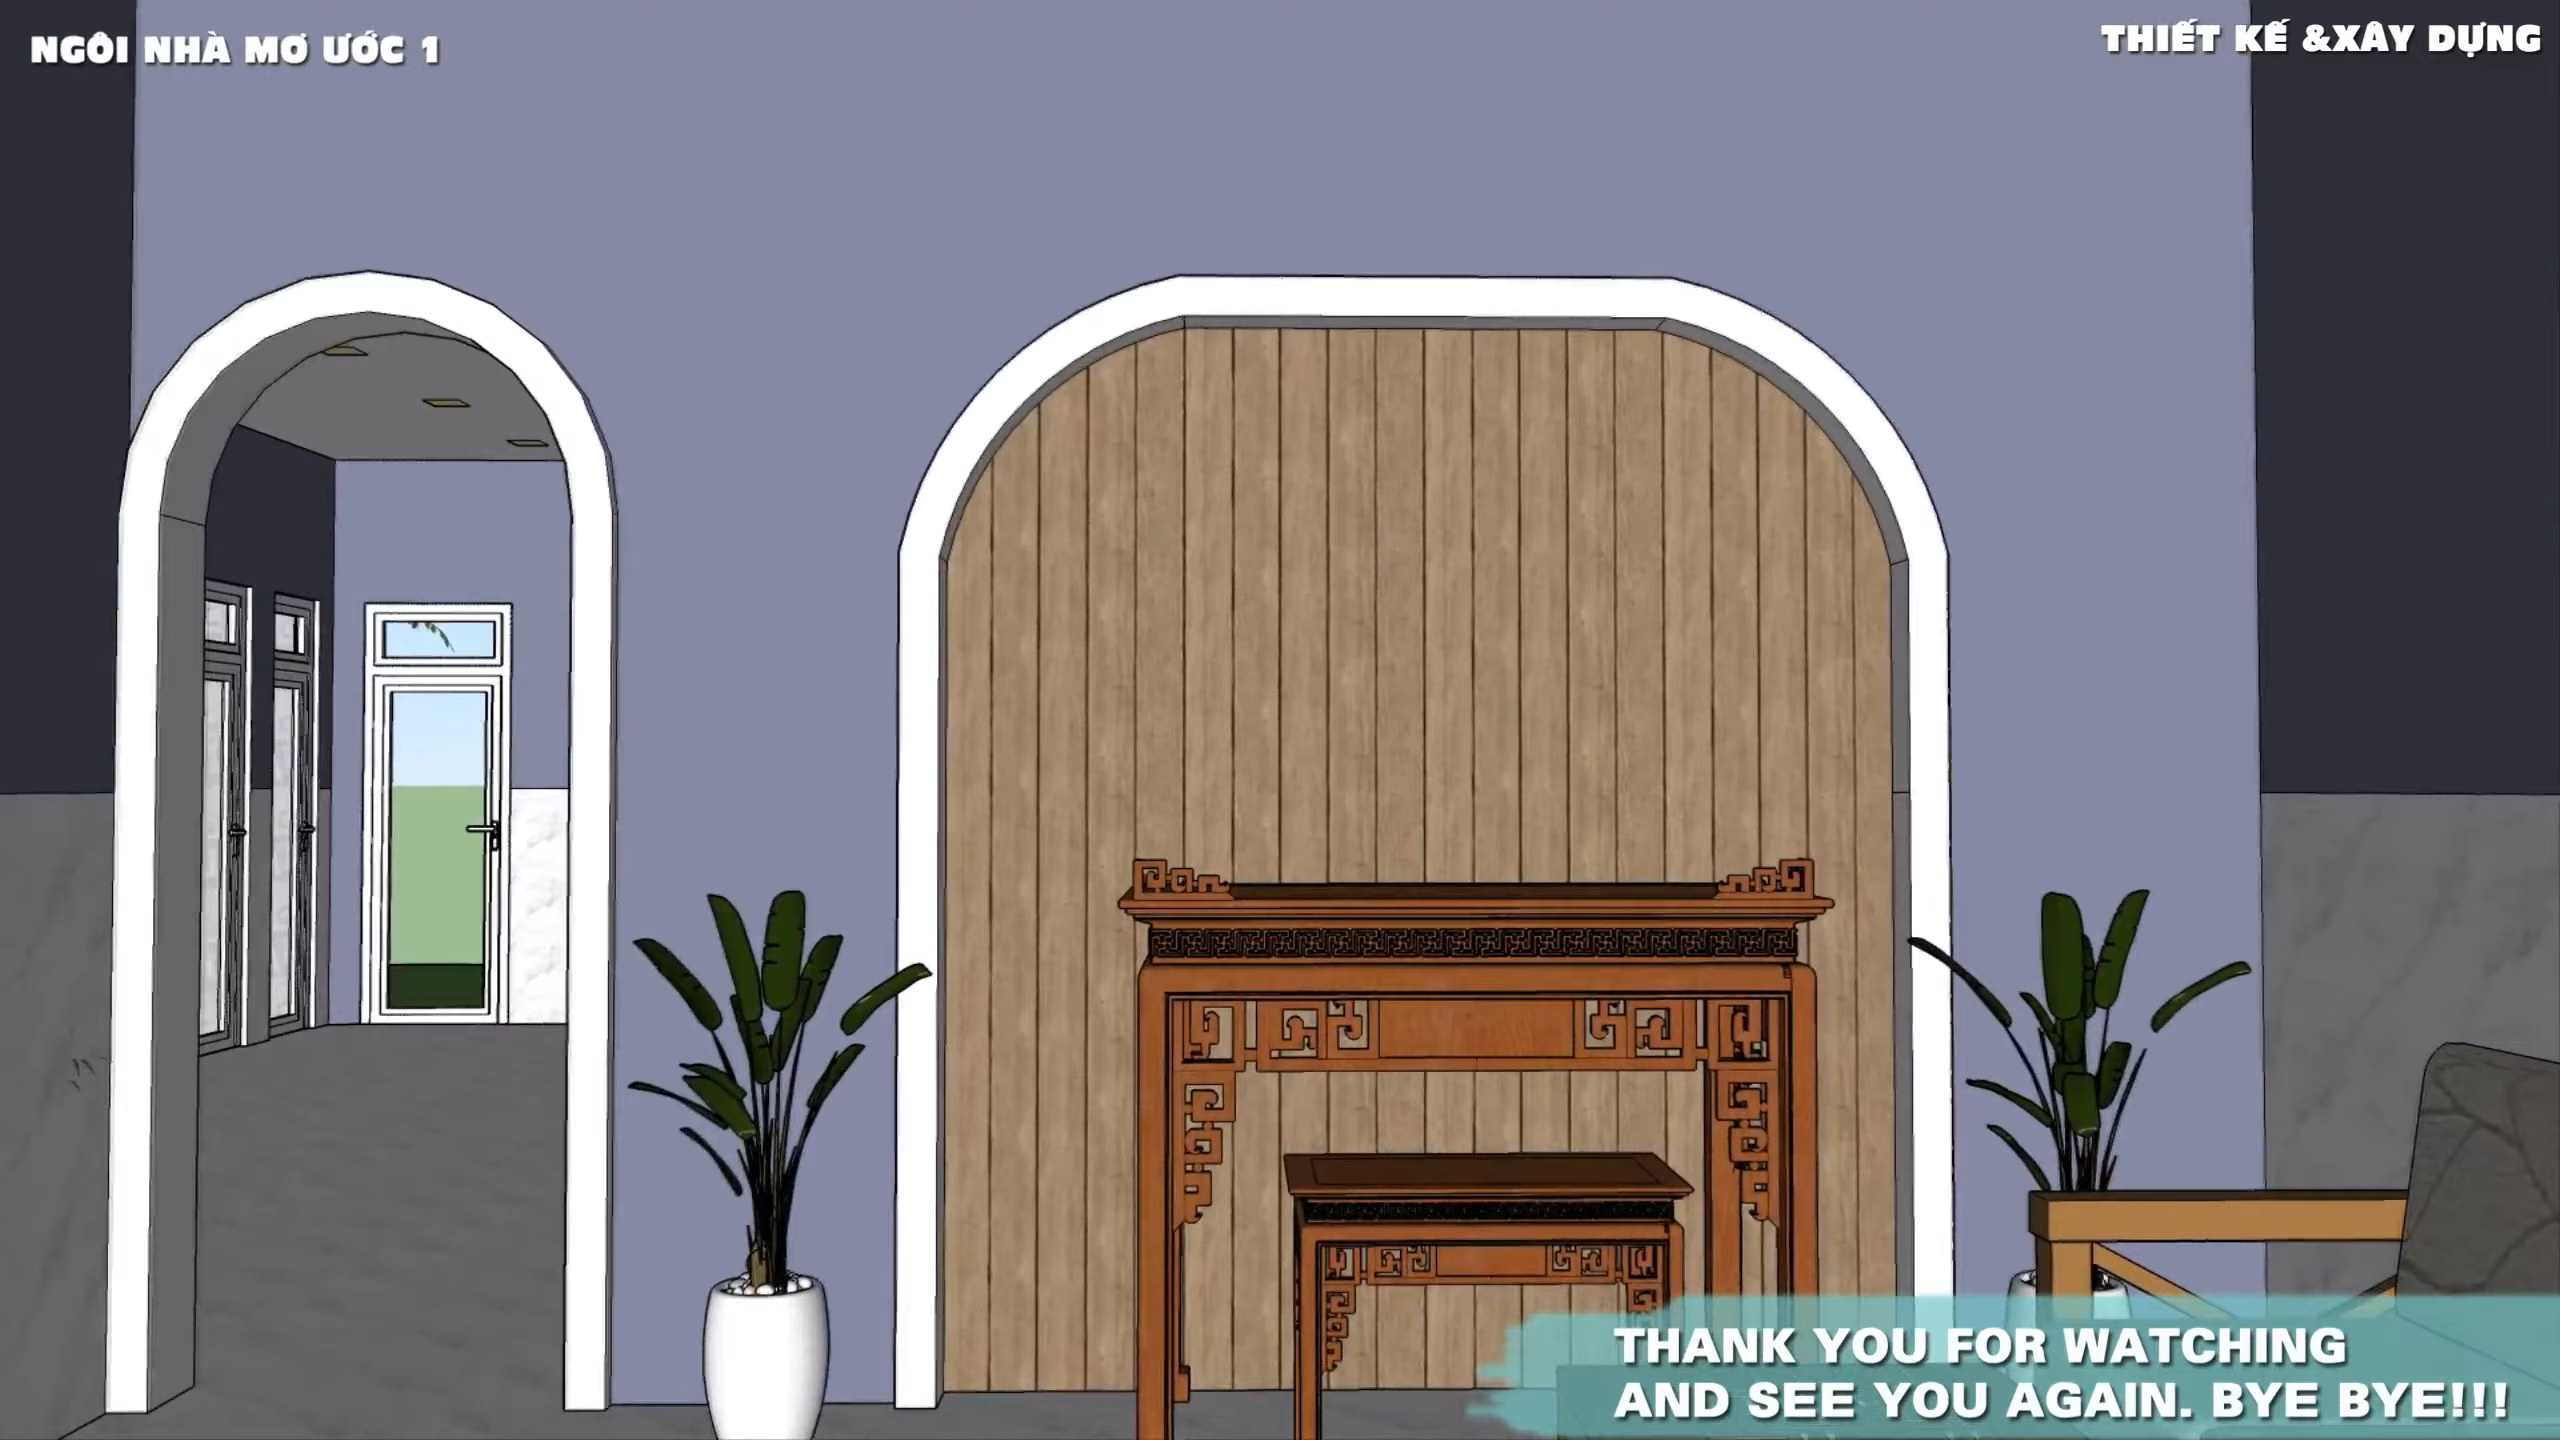 NGÔI NHÀ MƠ ƯỚC 1
THIẾT KẾ &XÂY DỰNG
THANK YOU FOR WATCHING
AND SEE YOU AGAIN. BYE BYE!!!